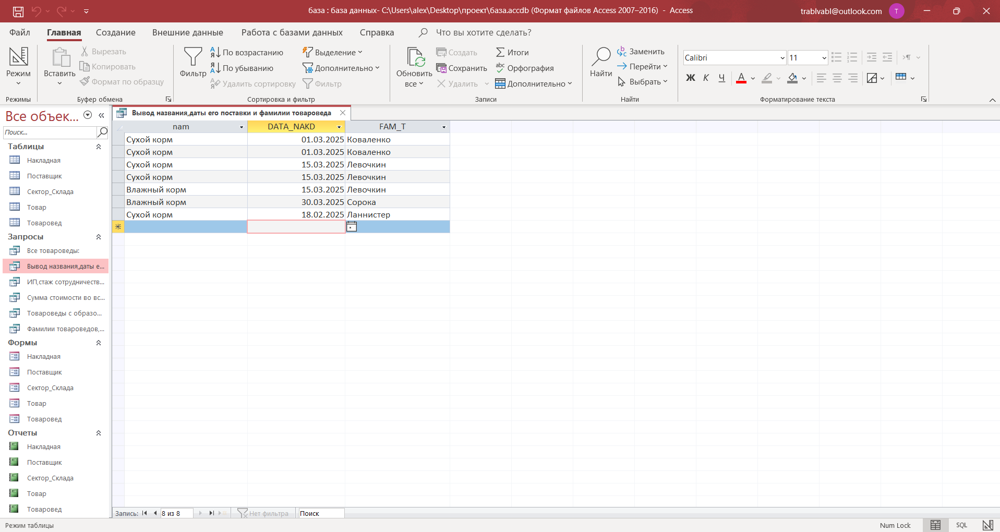 база : база данных- C:\Users\alex\Desktop\проект\база.accdb (Формат файлов Access 2007–2016)  -  Access
trablvabl@outlook.com
T
Файл Главная Создание Внешние данные Работа с базами данных Справка Что вы хотите сделать?
Режим
Режимы
Вставить
Вырезать
Копировать
Формат по образцу
Буфер обмена
Фильтр
По возрастанию
По убыванию
Удалить сортировку
Выделение
Дополнительно
Фильтр
Сортировка и фильтр
Обновить
все
Создать
Сохранить
Удалить
Итоги
Орфография
Дополнительно
Записи
Найти
Заменить
Перейти
Выбрать
Найти
Calibri 11
Ж К Ч А
Форматирование текста
Все объек...
Поиск...
Таблицы
Накладная
Поставщик
Сектор_Склада
Товар
Товаровед
Запросы
Все товароведы:
Вывод названия,даты е...
ИП,стаж сотрудничеств...
Сумма стоимости во вс...
Товароведы с образо...
Фамилии товароведов,...
Формы
Накладная
Поставщик
Сектор_Склада
Товар
Товаровед
Отчеты
Накладная
Поставщик
Сектор_Склада
Товар
Товаровед
Вывод названия,даты его поставки и фамилии товароведа
nam DATA_NAKD FAM_T
Сухой корм 01.03.2025 Коваленко
Сухой корм 01.03.2025 Коваленко
Сухой корм 15.03.2025 Левочкин
Сухой корм 15.03.2025 Левочкин
Влажный корм 15.03.2025 Левочкин
Влажный корм 30.03.2025 Сорока
Сухой корм 18.02.2025 Ланнистер
Запись: 8 из 8 Нет фильтра Поиск
Режим таблицы
Num Lock
SQL